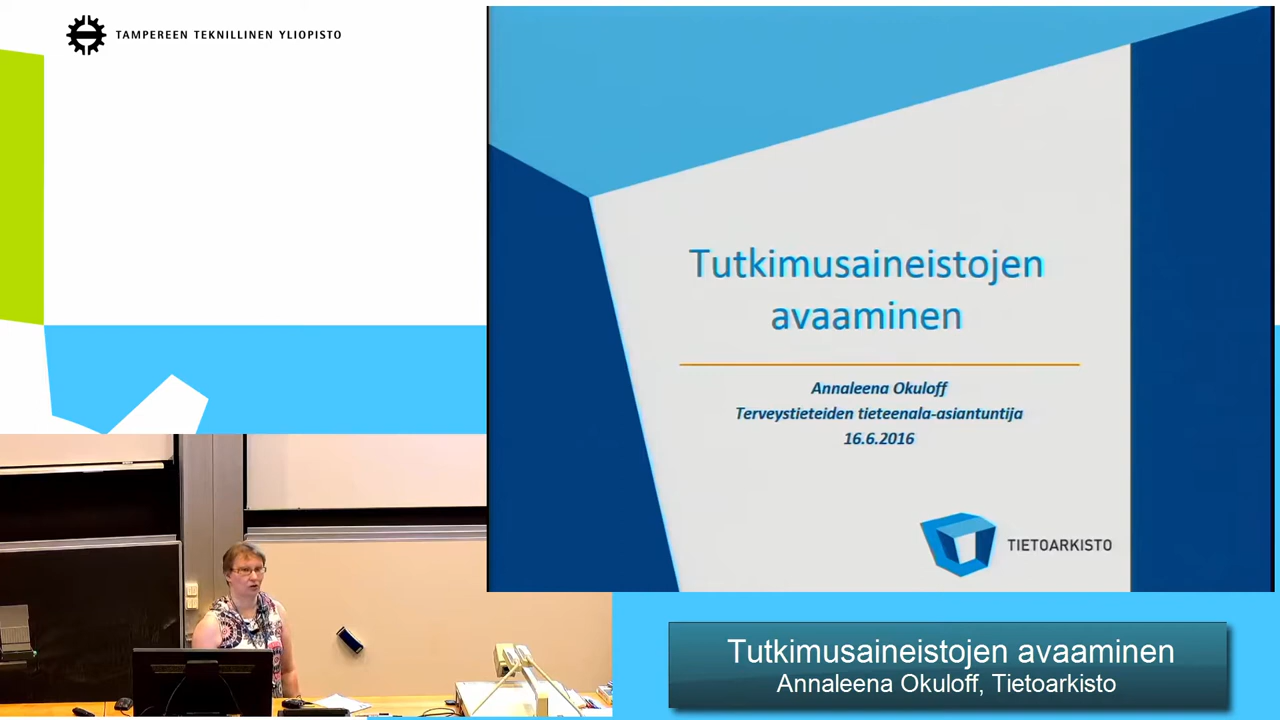 TAMPEREEN TEKNILLINEN YLIOPISTO
Tutkimusaineistojen
avaaminen
Annaleena Okuloff
Terveystieteiden tieteenala-asiantuntija
16.6.2016
TIETOARKISTO
Tutkimusaineistojen avaaminen
Annaleena Okuloff, Tietoarkisto